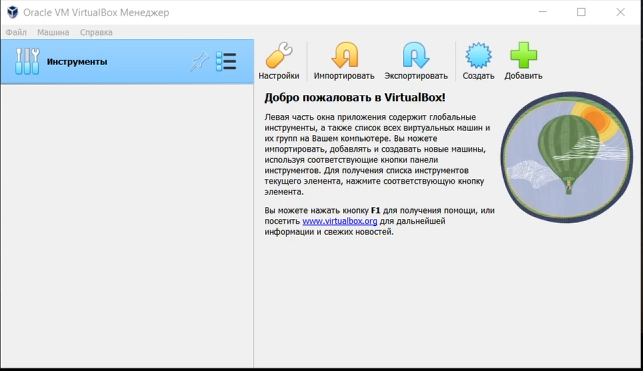 Oracle VM VirtualBox Менеджер
Файл Машина Справка
Инструменты
Настройки Импортировать Экспортировать Создать Добавить
Добро пожаловать в VirtualBox!
Левая часть окна приложения содержит глобальные
инструменты, а также список всех виртуальных машин и
их групп на Вашем компьютере. Вы можете
импортировать, добавлять и создавать новые машины,
используя соответствующие кнопки панели
инструментов. Для получения списка инструментов
текущего элемента, нажмите соответствующую кнопку
элемента.
Вы можете нажать кнопку F1 для получения помощи, или
посетить www.virtualbox.org для дальнейшей
информации и свежих новостей.